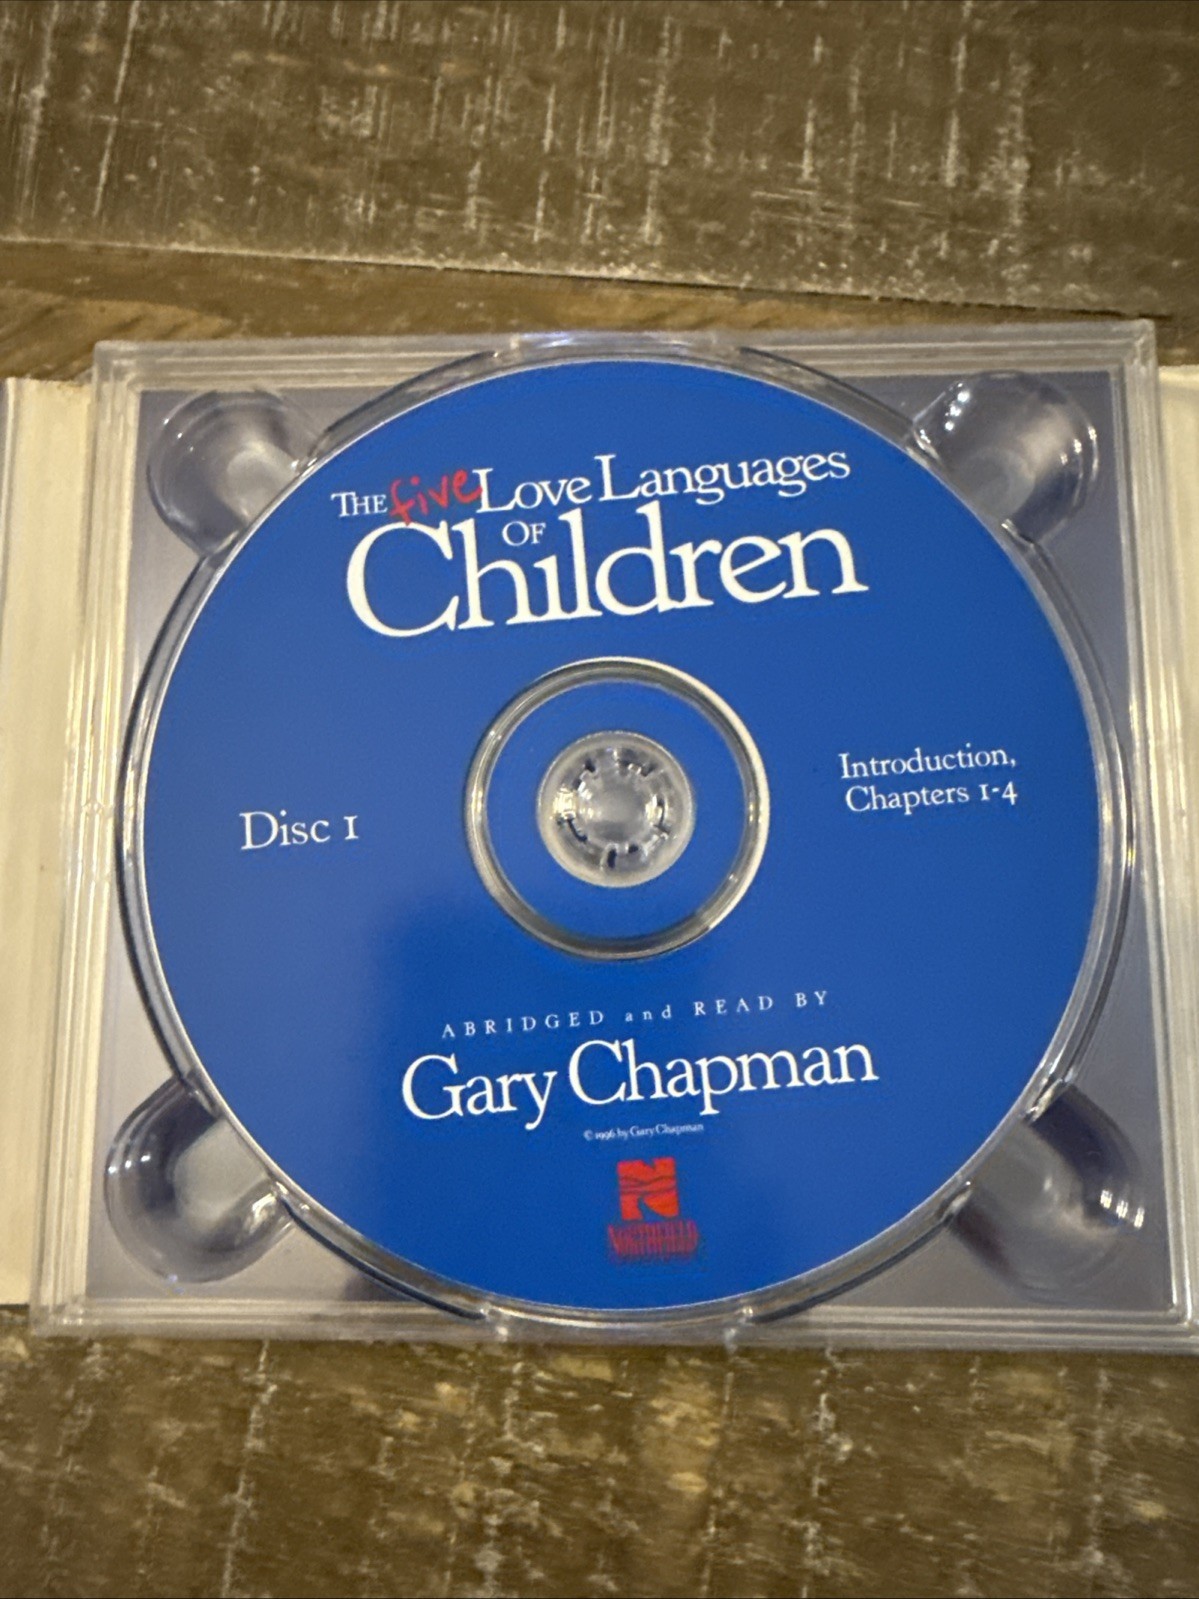 THE five Love Languages
OF
Children
Disc 1
Introduction,
Chapters 1-4
ABRIDGED and READ BY
Gary Chapman
© 1996 by Gary Chapman
NORTHFIELD